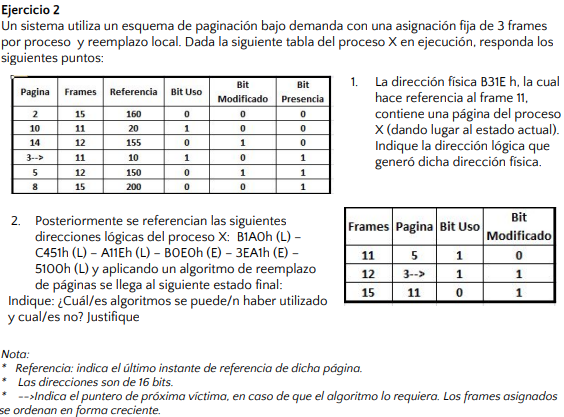 Ejercicio 2
Un sistema utiliza un esquema de paginación bajo demanda con una asignación fija de 3 frames
por proceso y reemplazo local. Dada la siguiente tabla del proceso X en ejecución, responda los
siguientes puntos:
Pagina Frames Referencia Bit Uso Bit Modificado Bit Presencia
2 15 160 0 0 0
10 11 20 1 0 0
14 12 155 0 1 0
3--> 11 10 1 0 1
5 12 150 0 1 1
8 15 200 0 0 1
1. La dirección física B31E h, la cual
hace referencia al frame 11,
contiene una página del proceso
X (dando lugar al estado actual).
Indique la dirección lógica que
generó dicha dirección física.
2. Posteriormente se referencian las siguientes
direcciones lógicas del proceso X: B1A0h (L) –
C451h (L) – A11Eh (L) – B0E0h (E) – 3EA1h (E) –
5100h (L) y aplicando un algoritmo de reemplazo
de páginas se llega al siguiente estado final:
Indique: ¿Cuál/es algoritmos se puede/n haber utilizado
y cual/es no? Justifique
Frames Pagina Bit Uso Bit Modificado
11 5 1 0
12 3--> 1 1
15 11 0 1
Nota:
* Referencia: indica el último instante de referencia de dicha página.
* Las direcciones son de 16 bits.
* -->Indica el puntero de próxima víctima, en caso de que el algoritmo lo requiera. Los frames asignados
se ordenan en forma creciente.